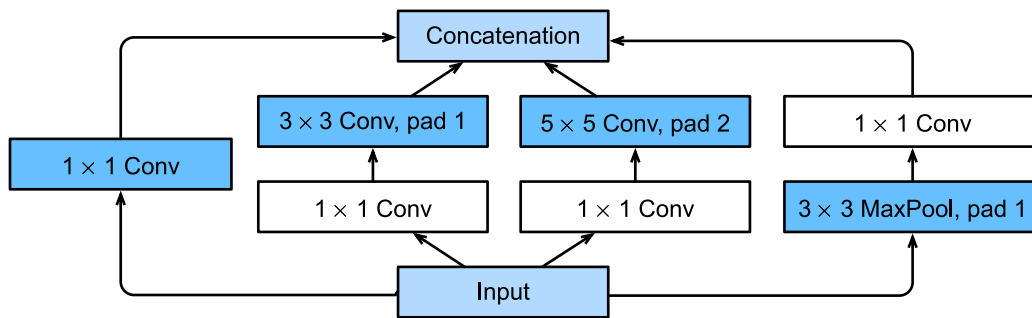 Concatenation
3 × 3 Conv, pad 1
5 × 5 Conv, pad 2
1 × 1 Conv
1 × 1 Conv
1 × 1 Conv
1 × 1 Conv
3 × 3 MaxPool, pad 1
Input